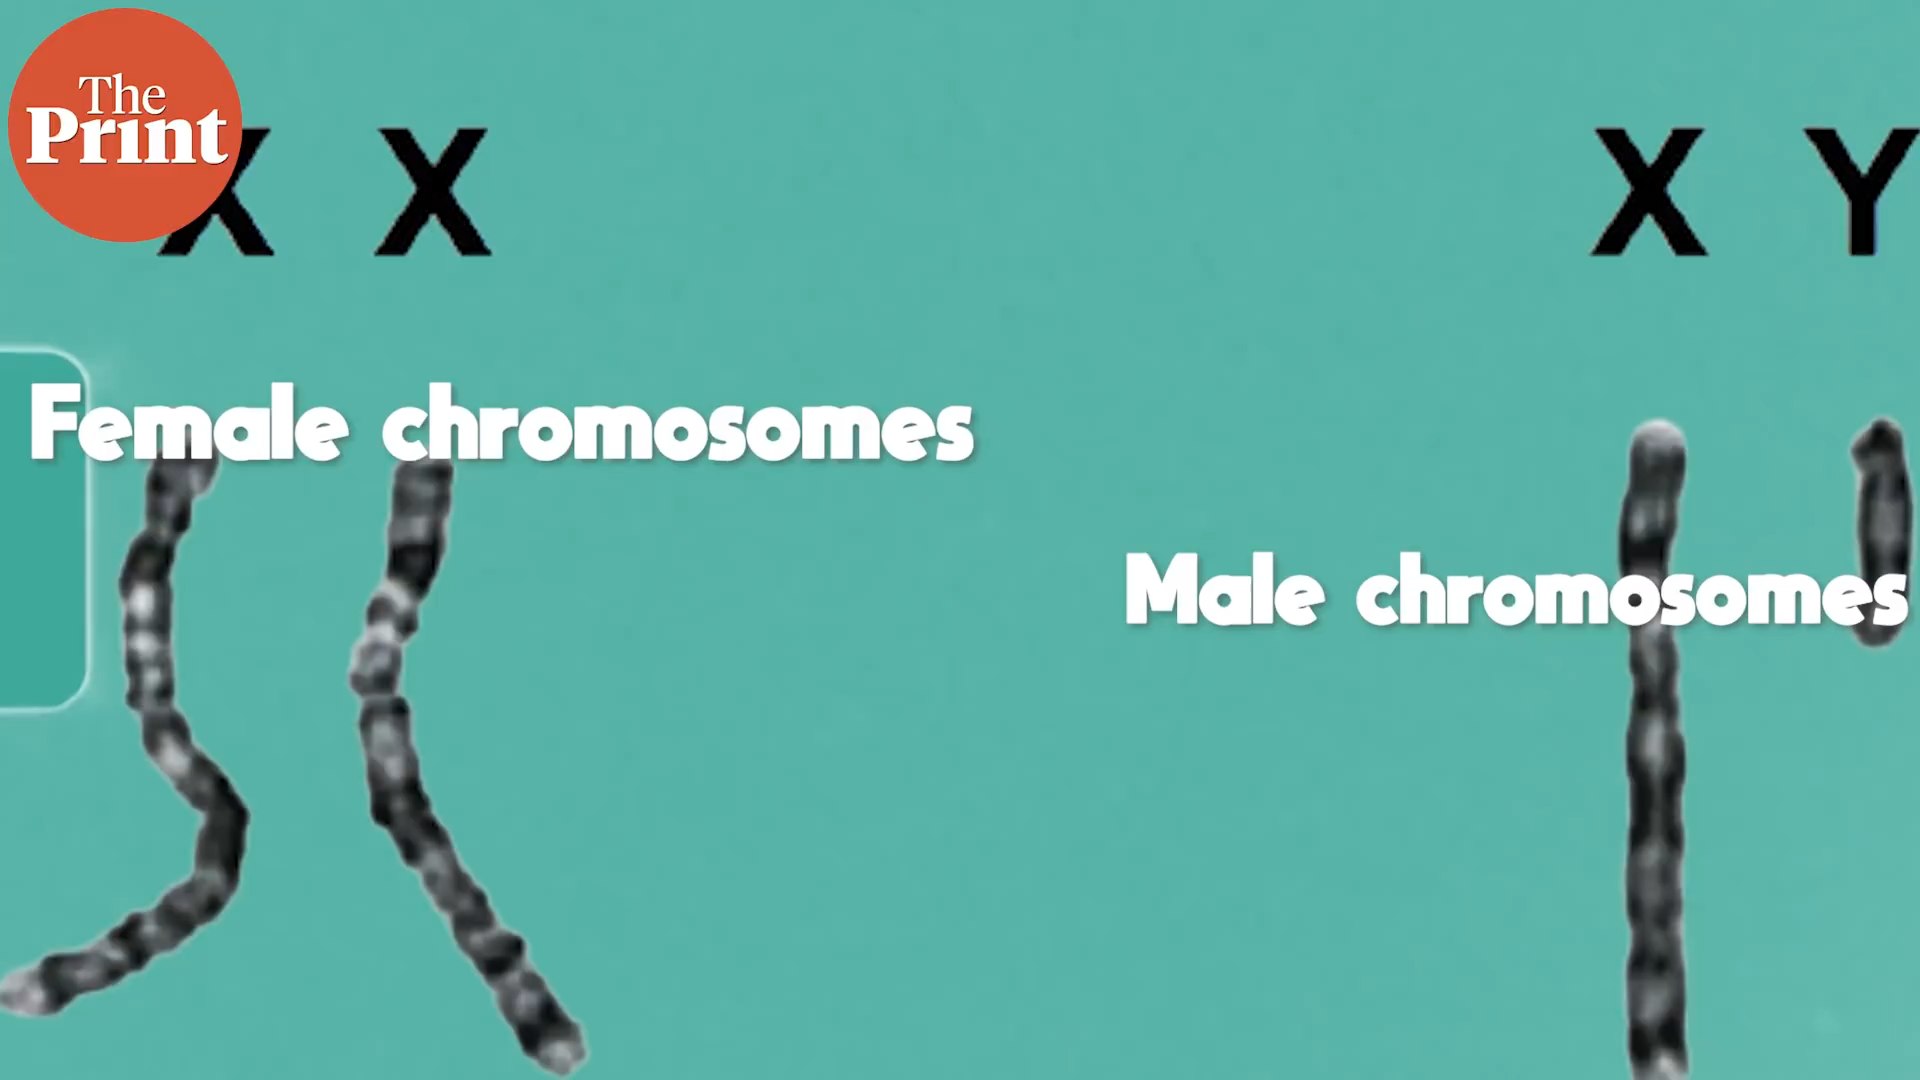 The
Print
X X
X Y
Female chromosomes
Male chromosomes